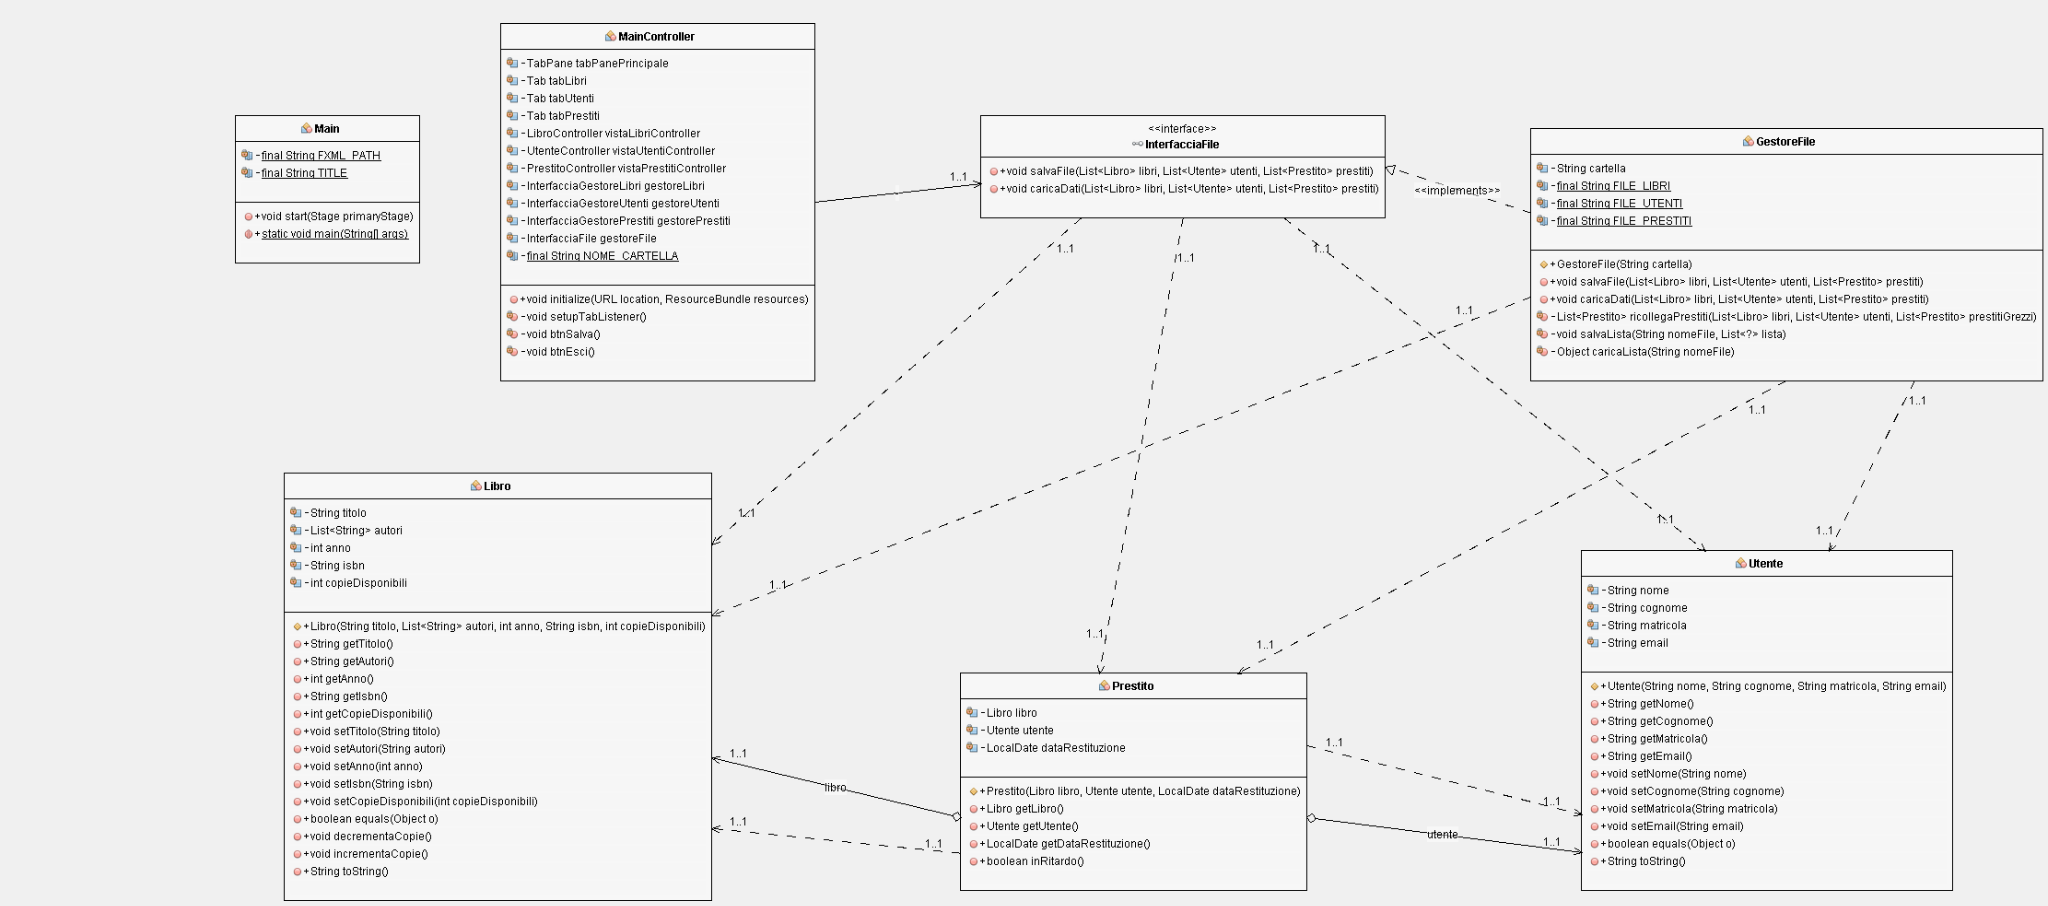 Main
-final String FXML_PATH
-final String TITLE
+void start(Stage primaryStage)
+static void main(String[] args)
MainController
-TabPane tabPanePrincipale
-Tab tabLibri
-Tab tabUtenti
-Tab tabPrestiti
-LibroController vistaLibriController
-UtenteController vistaUtentiController
-PrestitoController vistaPrestitiController
-InterfacciaGestoreLibri gestoreLibri
-InterfacciaGestoreUtenti gestoreUtenti
-InterfacciaGestorePrestiti gestorePrestiti
-InterfacciaFile gestoreFile
-final String NOME_CARTELLA
+void initialize(URL location, ResourceBundle resources)
-void setupTabListener()
-void btnSalva()
-void btnEsci()
1..1
<<interface>>
InterfacciaFile
+void salvaFile(List<Libro> libri, List<Utente> utenti, List<Prestito> prestiti)
+void caricaDati(List<Libro> libri, List<Utente> utenti, List<Prestito> prestiti)
<<implements>>
GestoreFile
-String cartella
-final String FILE_LIBRI
-final String FILE_UTENTI
-final String FILE_PRESTITI
+GestoreFile(String cartella)
+void salvaFile(List<Libro> libri, List<Utente> utenti, List<Prestito> prestiti)
+void caricaDati(List<Libro> libri, List<Utente> utenti, List<Prestito> prestiti)
-List<Prestito> ricollegaPrestiti(List<Libro> libri, List<Utente> utenti, List<Prestito> prestitiGrezzi)
-void salvaLista(String nomeFile, List<?> lista)
-Object caricaLista(String nomeFile)
1..1
1..1
1..1
1..1
1..1
1..1
1..1
1..1
1..1
1..1
1..1
1..1
Libro
-String titolo
-List<String> autori
-int anno
-String isbn
-int copieDisponibili
+Libro(String titolo, List<String> autori, int anno, String isbn, int copieDisponibili)
+String getTitolo()
+String getAutori()
+int getAnno()
+String getIsbn()
+int getCopieDisponibili()
+void setTitolo(String titolo)
+void setAutori(String autori)
+void setAnno(int anno)
+void setIsbn(String isbn)
+void setCopieDisponibili(int copieDisponibili)
+boolean equals(Object o)
+void decrementaCopie()
+void incrementaCopie()
+String toString()
1..1
libro
1..1
1..1
Prestito
-Libro libro
-Utente utente
-LocalDate dataRestituzione
+Prestito(Libro libro, Utente utente, LocalDate dataRestituzione)
+Libro getLibro()
+Utente getUtente()
+LocalDate getDataRestituzione()
+boolean inRitardo()
1..1
1..1
utente
1..1
Utente
-String nome
-String cognome
-String matricola
-String email
+Utente(String nome, String cognome, String matricola, String email)
+String getNome()
+String getCognome()
+String getMatricola()
+String getEmail()
+void setNome(String nome)
+void setCognome(String cognome)
+void setMatricola(String matricola)
+void setEmail(String email)
+boolean equals(Object o)
+String toString()